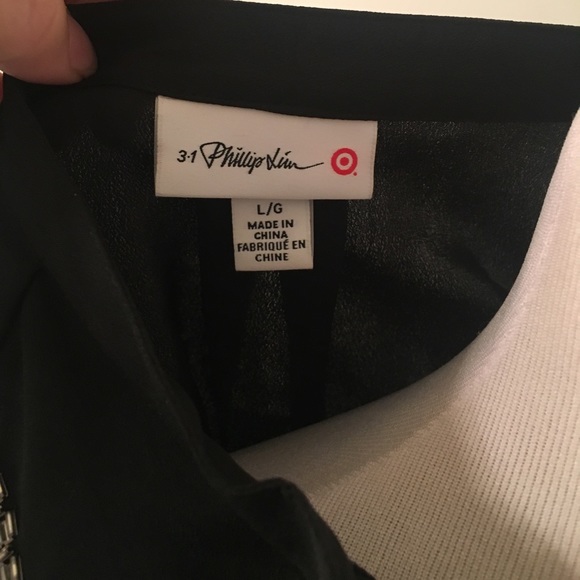 3.1 Phillip Lim
L/G
MADE IN
CHINA
FABRIQUÉ EN
CHINE